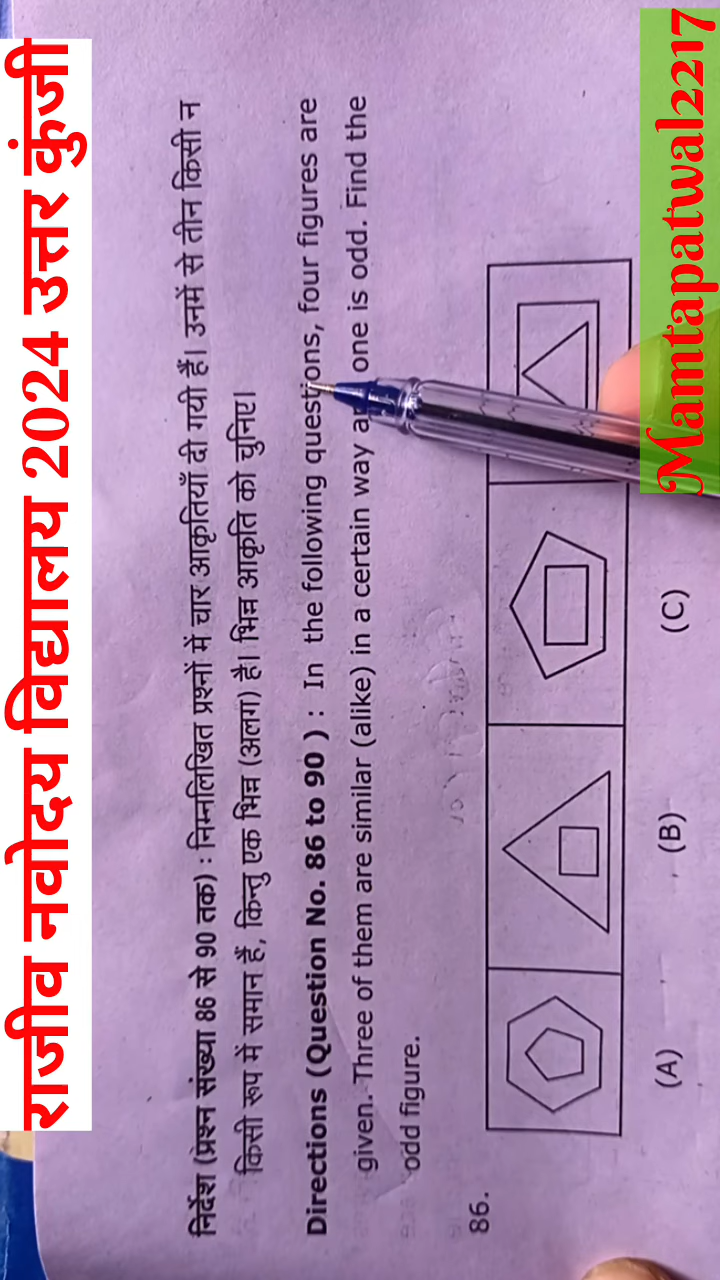 राजीव नवोदय विद्यालय 2024 उत्तर कुंजी
निर्देश (प्रश्न संख्या 86 से 90 तक) : निम्नलिखित प्रश्नों में चार आकृतियाँ दी गयी हैं। उनमें से तीन किसी न
किसी रूप में समान हैं, किन्तु एक भिन्न (अलग) है। भिन्न आकृति को चुनिए।
Directions (Question No. 86 to 90 ) : In the following questions, four figures are
given. Three of them are similar (alike) in a certain way one is odd. Find the
odd figure.
86.
(A) (B) (C)
Mamtapatwal2217